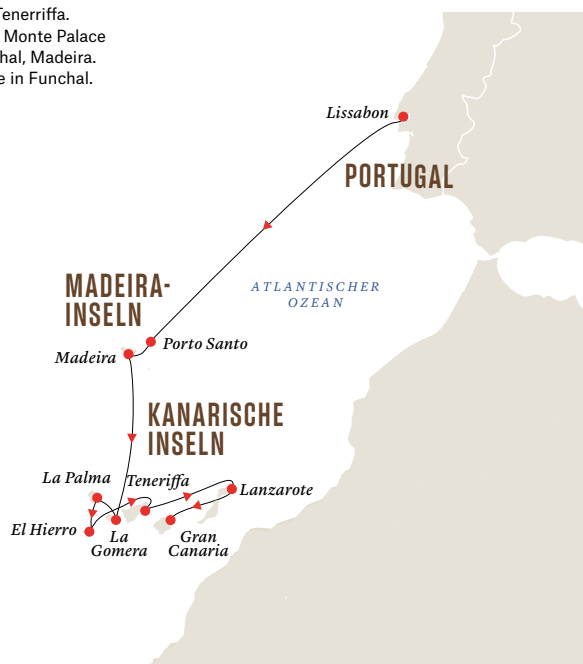 Tenerriffa.
Monte Palace
hal, Madeira.
e in Funchal.
Lissabon
PORTUGAL
ATLANTISCHER
OZEAN
MADEIRA-
INSELN
Porto Santo
Madeira
KANARISCHE
INSELN
La Palma
Teneriffa
Lanzarote
El Hierro
La
Gomera
Gran
Canaria